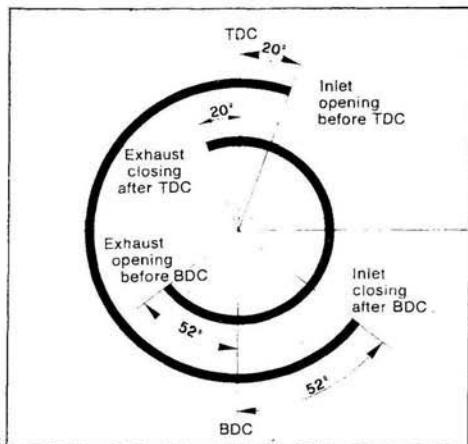 TDC
20°
Inlet
opening
before TDC
20°
Exhaust
closing
after TDC
Exhaust
opening
before BDC
Inlet
closing
after BDC
52°
52°
BDC